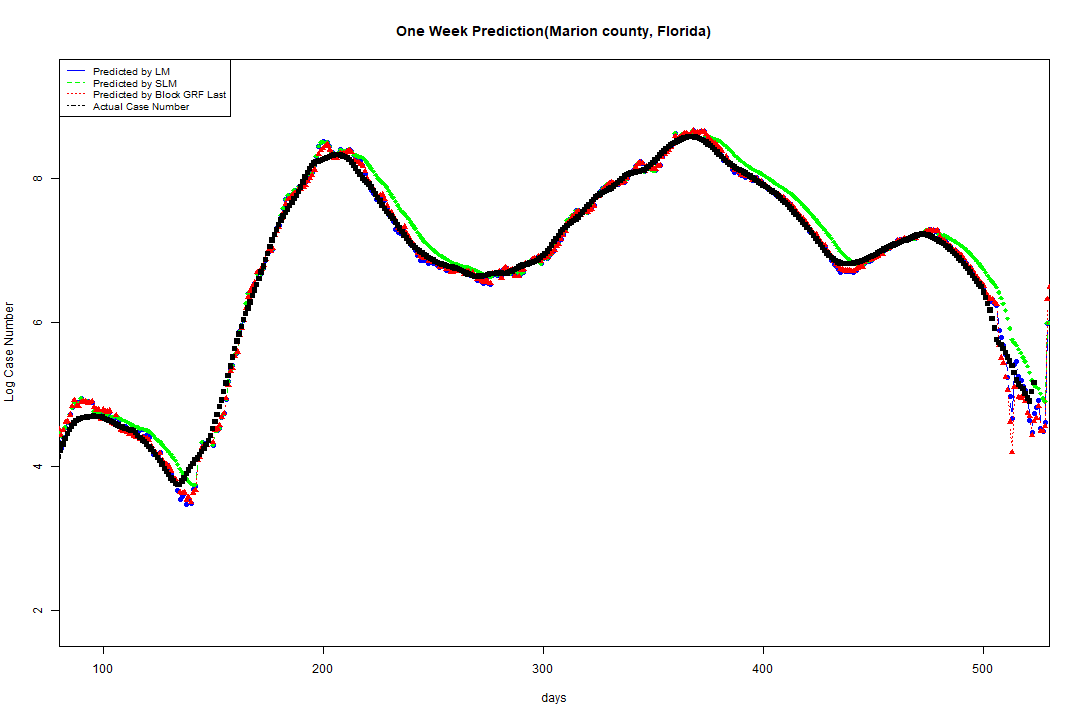 One Week Prediction(Marion county, Florida)
Predicted by LM
Predicted by SLM
Predicted by Block GRF Last
Actual Case Number
Log Case Number
8
6
4
2
100 200 300 400 500
days